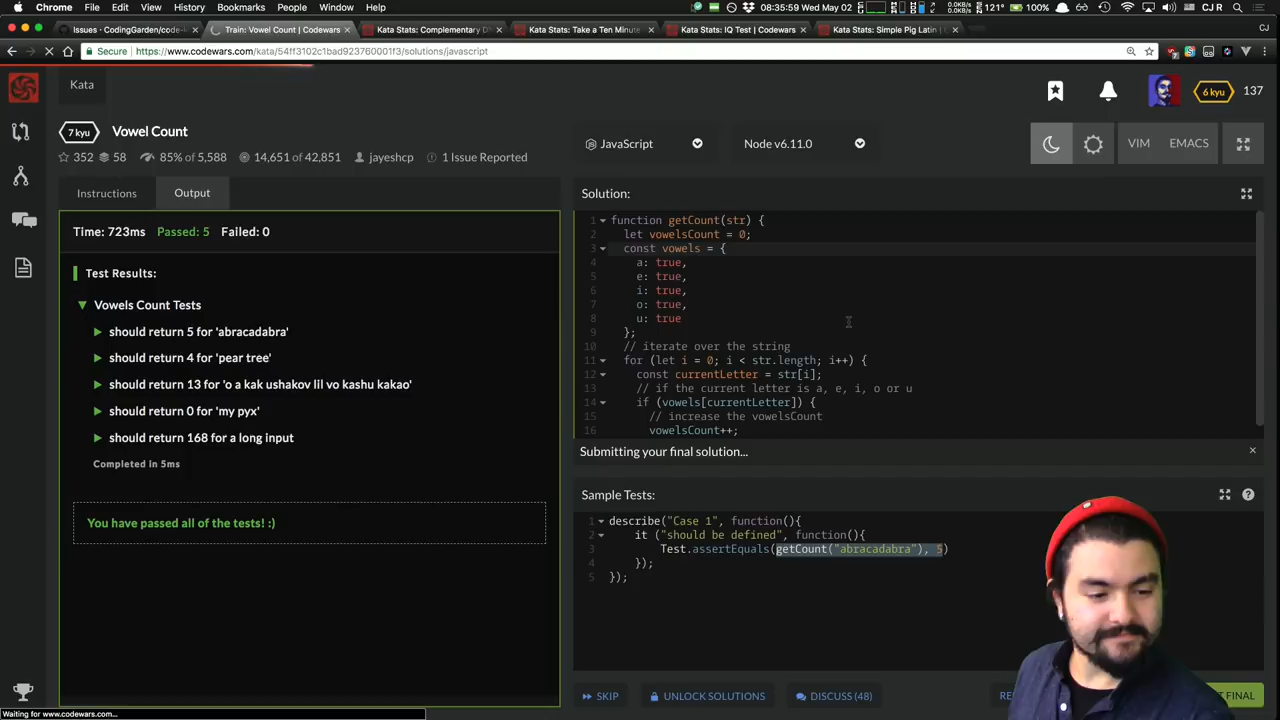 Chrome File Edit View History Bookmarks People Window Help
08:35:59 Wed May 02
121° 100% CJ R
Issues · CodingGarden/code-k
Train: Vowel Count | Codewars
Kata Stats: Complementary D
Kata Stats: Take a Ten Minute
Kata Stats: IQ Test | Codewars
Kata Stats: Simple Pig Latin |
CJ
Secure https://www.codewars.com/kata/54ff3102c1bad923760001f3/solutions/javascript
Kata
6 kyu 137
7 kyu Vowel Count
352 58 85% of 5,588 14,651 of 42,851 jayeshcp 1 Issue Reported
JavaScript
Node v6.11.0
VIM EMACS
Instructions Output
Time: 723ms Passed: 5 Failed: 0
Test Results:
Vowels Count Tests
should return 5 for 'abracadabra'
should return 4 for 'pear tree'
should return 13 for 'o a kak ushakov lil vo kashu kakao'
should return 0 for 'my pyx'
should return 168 for a long input
Completed in 5ms
You have passed all of the tests! :)
Solution:
1 function getCount(str) {
2 let vowelsCount = 0;
3 const vowels = {
4 a: true,
5 e: true,
6 i: true,
7 o: true,
8 u: true
9 };
10 // iterate over the string
11 for (let i = 0; i < str.length; i++) {
12 const currentLetter = str[i];
13 // if the current letter is a, e, i, o or u
14 if (vowels[currentLetter]) {
15 // increase the vowelsCount
16 vowelsCount++;
Submitting your final solution...
Sample Tests:
1 describe("Case 1", function(){
2 it ("should be defined", function(){
3 Test.assertEquals(getCount("abracadabra"), 5)
4 });
5 });
SKIP UNLOCK SOLUTIONS DISCUSS (48) RE T FINAL
Waiting for www.codewars.com...